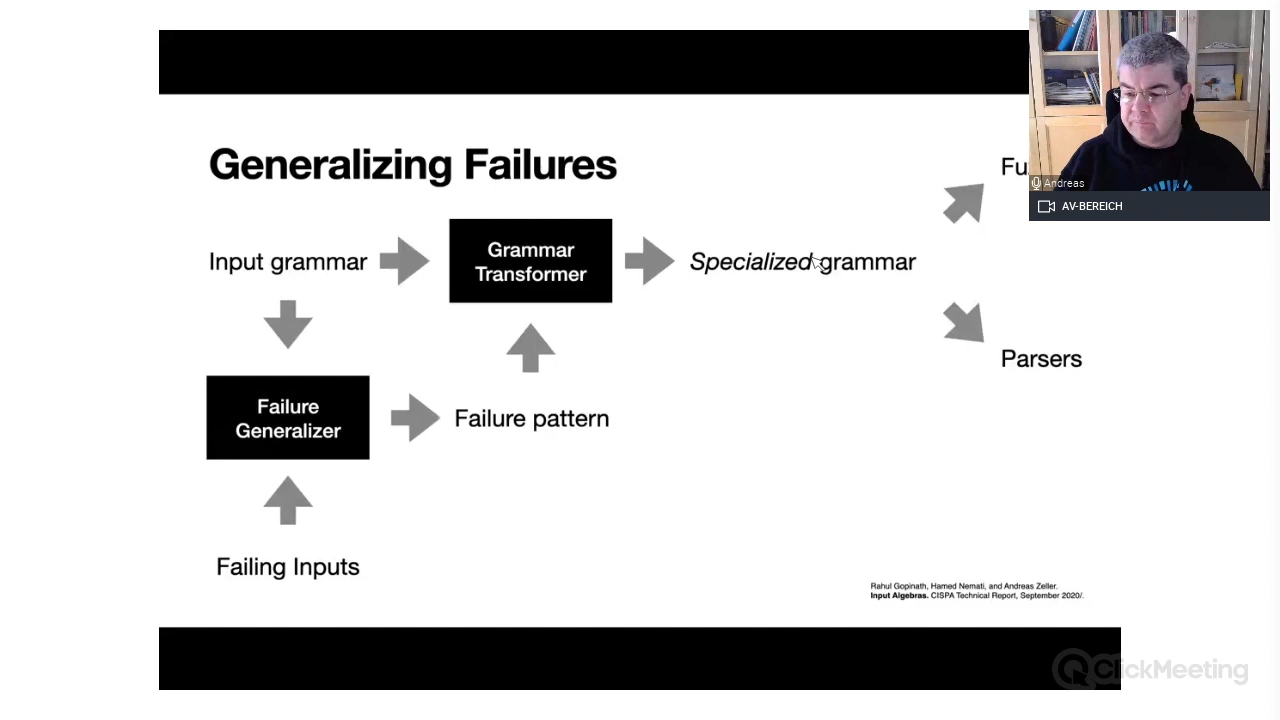 Generalizing Failures
Input grammar
Grammar
Transformer
Specialized grammar
Fu
Parsers
Failure
Generalizer
Failure pattern
Failing Inputs
Rahul Gopinath, Hamed Nemati, and Andreas Zeller.
Input Algebras. CISPA Technical Report, September 2020/.
Andreas
AV-BEREICH
ClickMeeting